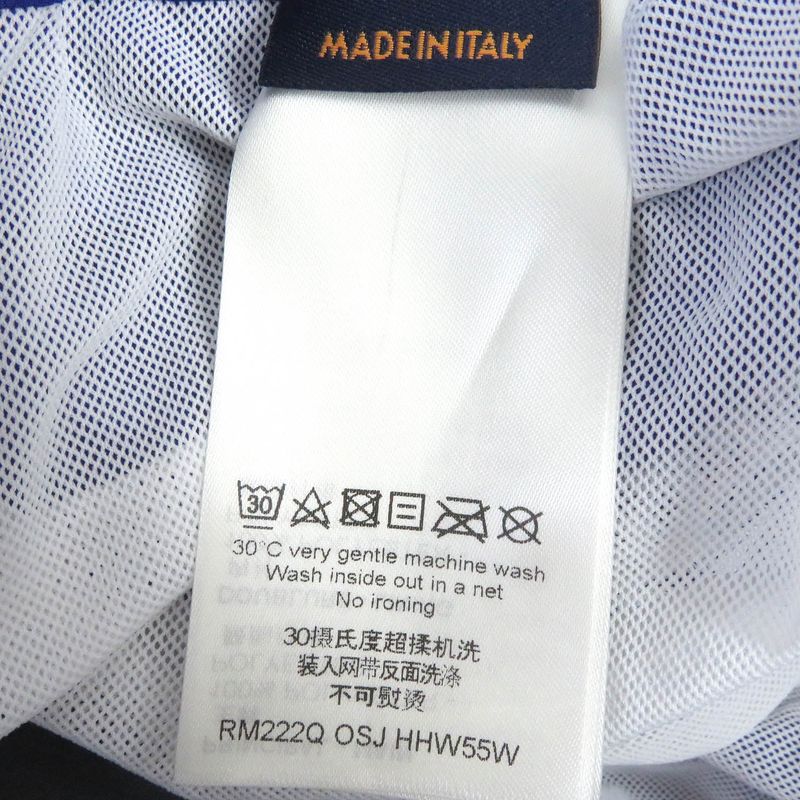 MADE IN ITALY
30
30°C very gentle machine wash
Wash inside out in a net
No ironing
30摄氏度超揉机洗
装入网带反面洗涤
不可熨烫
RM222Q OSJ HHW55W